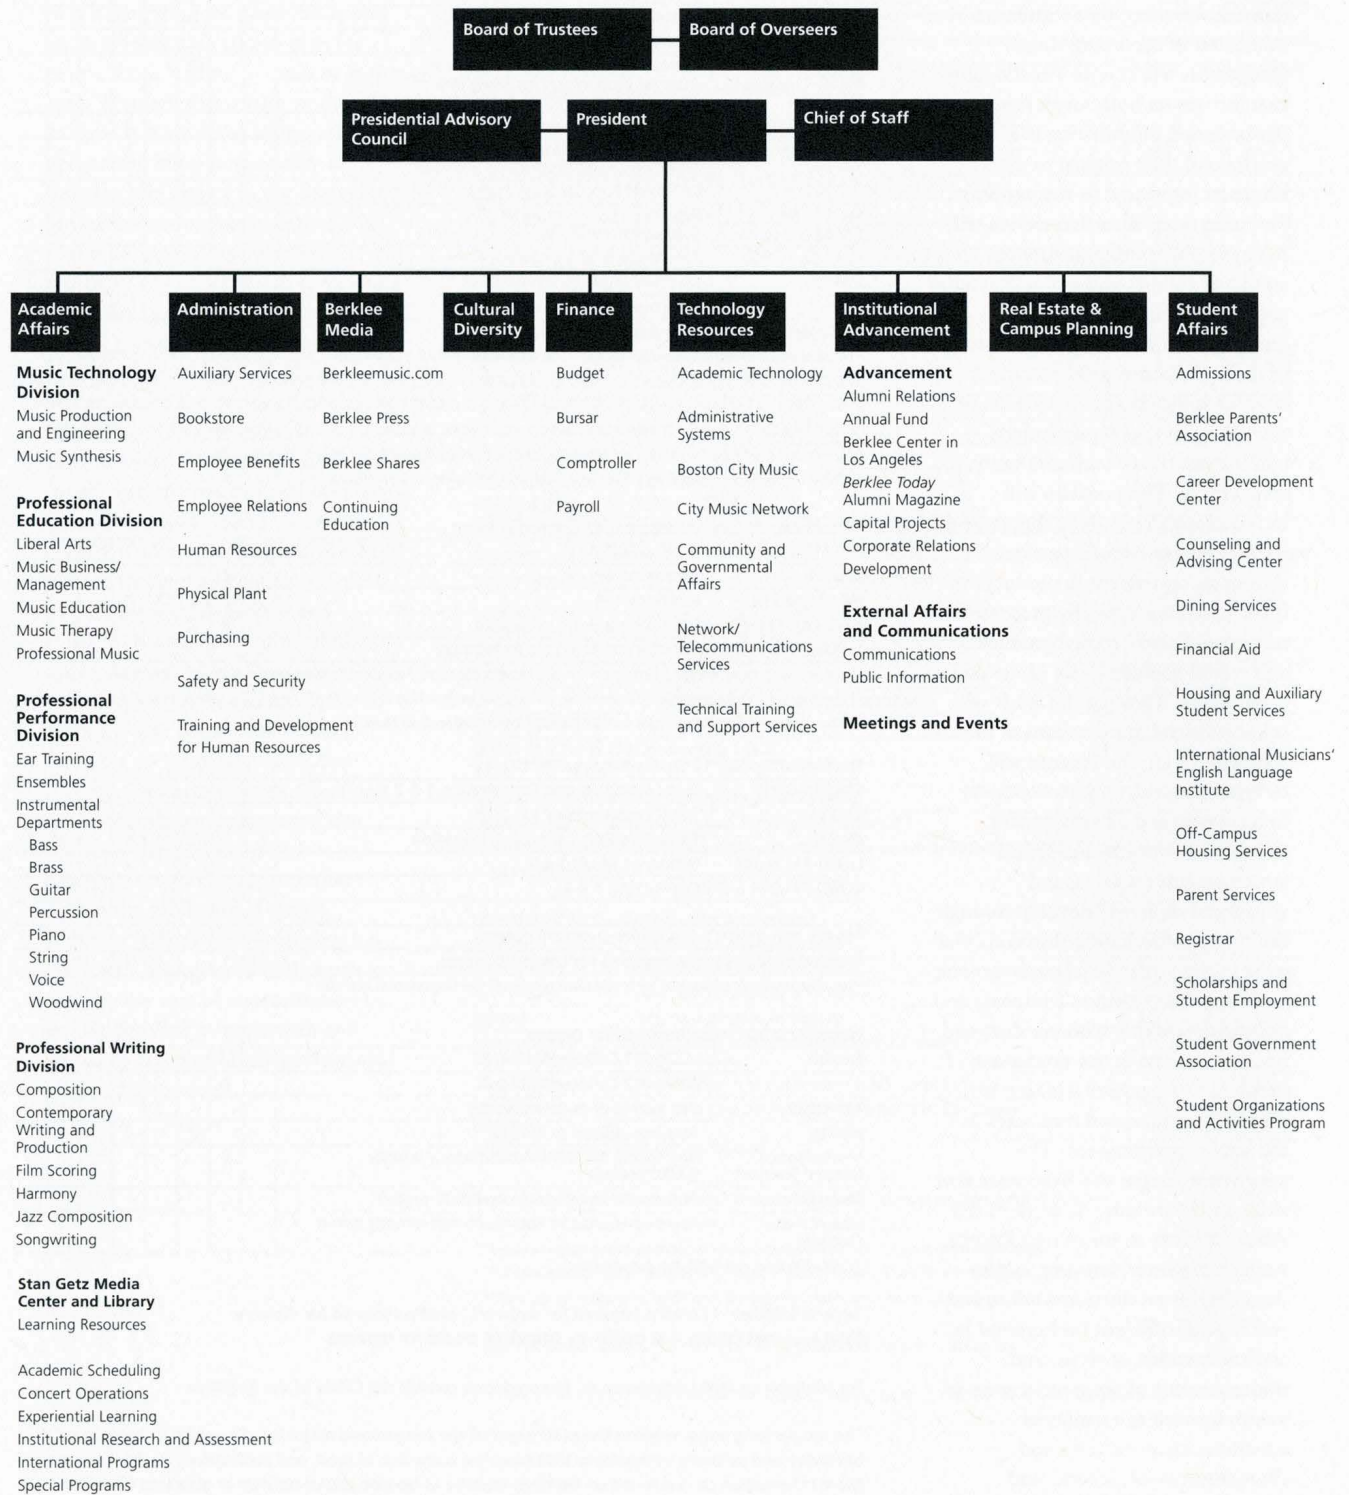 Board of Trustees
Board of Overseers
Presidential Advisory
Council
President
Chief of Staff
Academic
Affairs
Music Technology
Division
Music Production
and Engineering
Music Synthesis
Professional
Education Division
Liberal Arts
Music Business/
Management
Music Education
Music Therapy
Professional Music
Professional
Performance
Division
Ear Training
Ensembles
Instrumental
Departments
Bass
Brass
Guitar
Percussion
Piano
String
Voice
Woodwind
Professional Writing
Division
Composition
Contemporary
Writing and
Production
Film Scoring
Harmony
Jazz Composition
Songwriting
Stan Getz Media
Center and Library
Learning Resources
Academic Scheduling
Concert Operations
Experiential Learning
Institutional Research and Assessment
International Programs
Special Programs
Administration
Auxiliary Services
Bookstore
Employee Benefits
Employee Relations
Human Resources
Physical Plant
Purchasing
Safety and Security
Training and Development
for Human Resources
Berklee
Media
Berkleemusic.com
Berklee Press
Berklee Shares
Continuing
Education
Cultural
Diversity
Finance
Budget
Bursar
Comptroller
Payroll
Technology
Resources
Academic Technology
Administrative
Systems
Boston City Music
City Music Network
Community and
Governmental
Affairs
Network/
Telecommunications
Services
Technical Training
and Support Services
Institutional
Advancement
Advancement
Alumni Relations
Annual Fund
Berklee Center in
Los Angeles
Berklee Today
Alumni Magazine
Capital Projects
Corporate Relations
Development
External Affairs
and Communications
Communications
Public Information
Meetings and Events
Real Estate &
Campus Planning
Student
Affairs
Admissions
Berklee Parents'
Association
Career Development
Center
Counseling and
Advising Center
Dining Services
Financial Aid
Housing and Auxiliary
Student Services
International Musicians'
English Language
Institute
Off-Campus
Housing Services
Parent Services
Registrar
Scholarships and
Student Employment
Student Government
Association
Student Organizations
and Activities Program